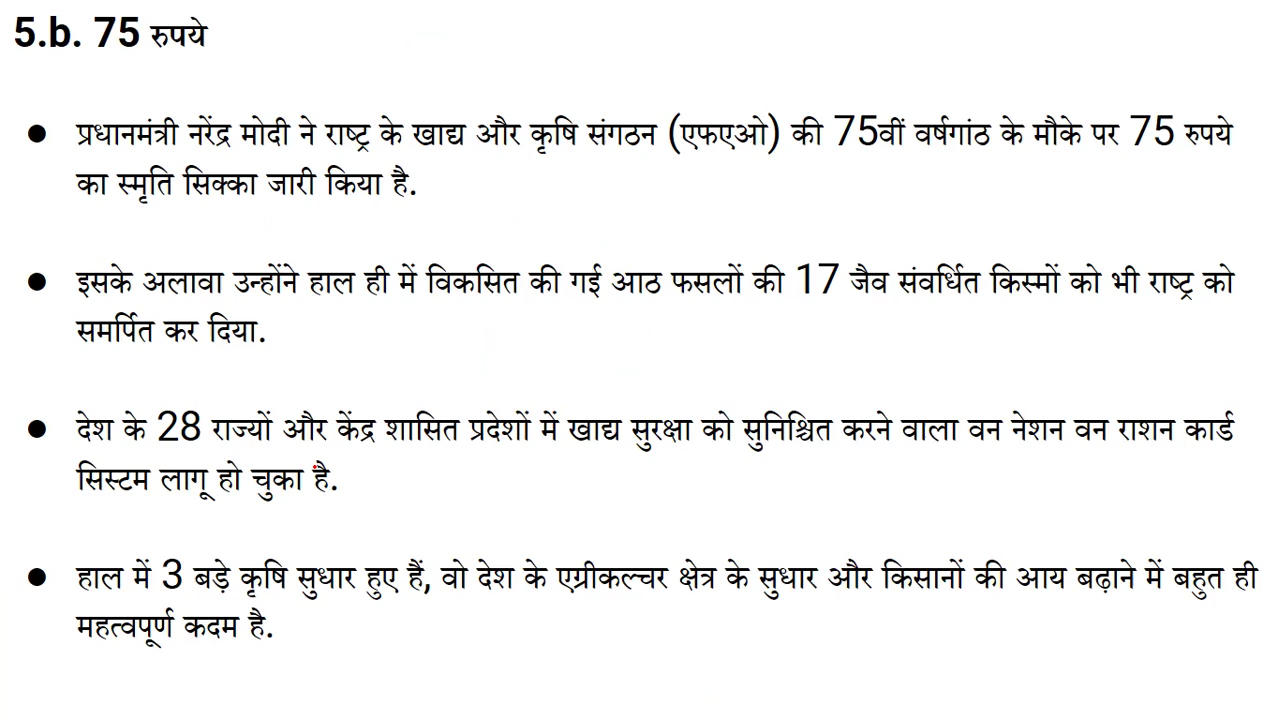 5.b. 75 रुपये
● प्रधानमंत्री नरेंद्र मोदी ने राष्ट्र के खाद्य और कृषि संगठन (एफएओ) की 75वीं वर्षगांठ के मौके पर 75 रुपये
का स्मृति सिक्का जारी किया है.
● इसके अलावा उन्होंने हाल ही में विकसित की गई आठ फसलों की 17 जैव संवर्धित किस्मों को भी राष्ट्र को
समर्पित कर दिया.
● देश के 28 राज्यों और केंद्र शासित प्रदेशों में खाद्य सुरक्षा को सुनिश्चित करने वाला वन नेशन वन राशन कार्ड
सिस्टम लागू हो चुका है.
● हाल में 3 बड़े कृषि सुधार हुए हैं, वो देश के एग्रीकल्चर क्षेत्र के सुधार और किसानों की आय बढ़ाने में बहुत ही
महत्वपूर्ण कदम है.